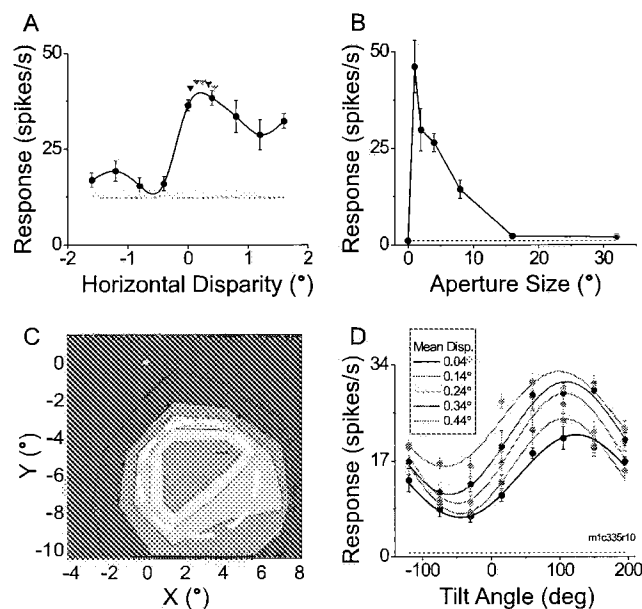 A
B
Response (spikes/s)
50
25
0
-2
-1
0
1
2
Horizontal Disparity (°)
Response (spikes/s)
50
25
0
0
10
20
30
Aperture Size (°)
C
D
Y (°)
0
-2
-4
-6
-8
-10
-4
-2
0
2
4
6
8
X (°)
Response (spikes/s)
34
17
0
Mean Disp.
0.04°
0.14°
0.24°
0.34°
0.44°
m1c335r10
-100
0
100
200
Tilt Angle (deg)